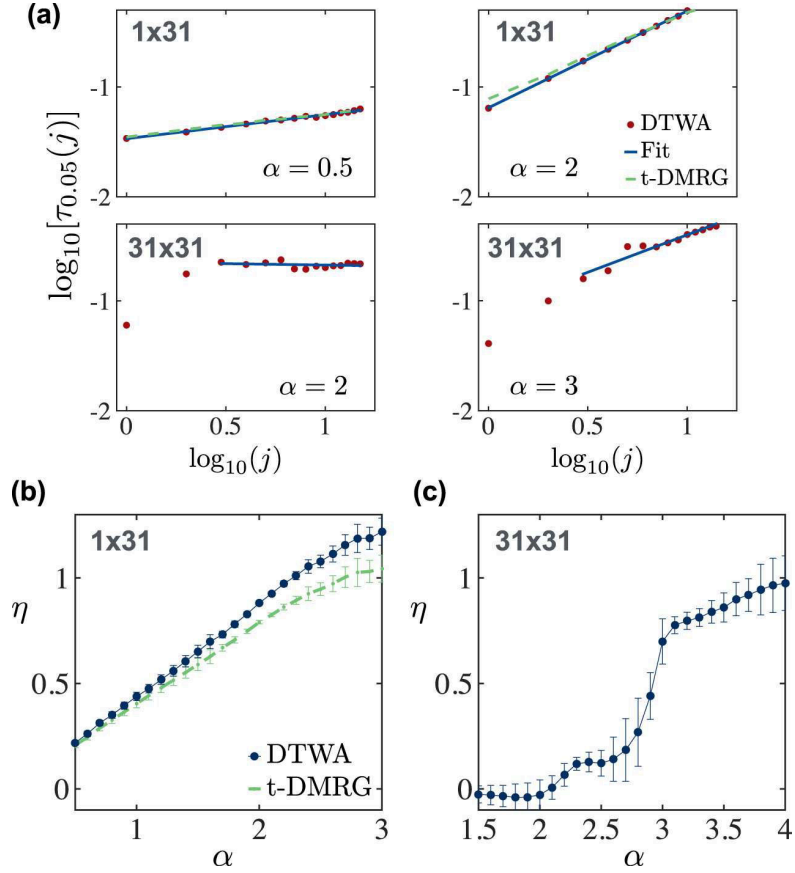 (a)
1x31
1x31
-1
-2
α = 0.5
-1
-2
α = 2
DTWA
Fit
t-DMRG
log₁₀[τ₀.₀₅(j)]
31x31
31x31
-1
-2
α = 2
-1
-2
α = 3
0 0.5 1
0 0.5 1
log₁₀(j)
log₁₀(j)
(b)
(c)
1x31
31x31
η
1
0.5
0
DTWA
t-DMRG
1 2 3
α
η
1
0.5
0
1.5 2 2.5 3 3.5 4
α